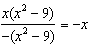 x(x² − 9) / −(x² − 9) = −x